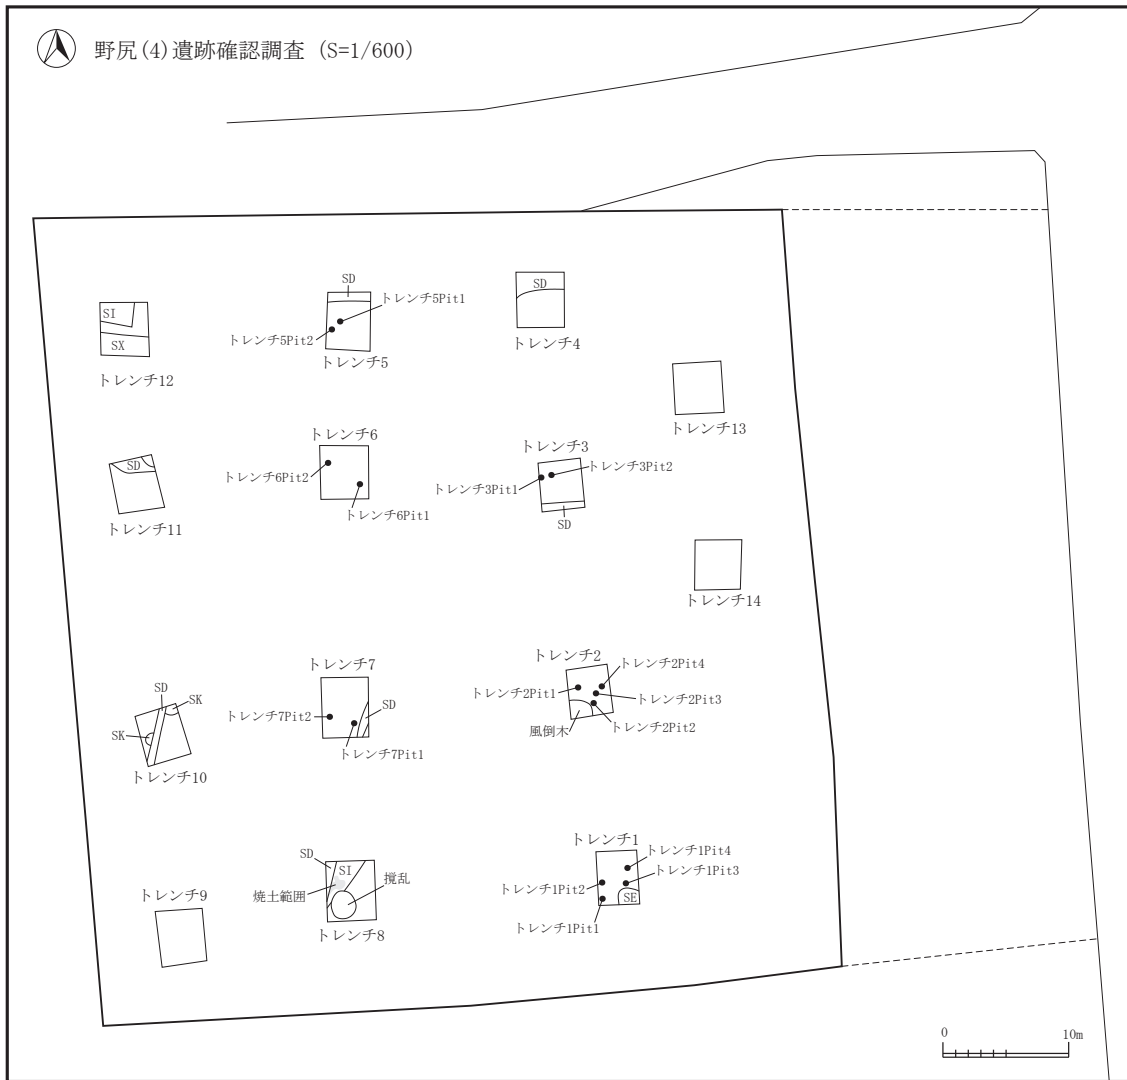 野尻(4)遺跡確認調査 (S=1/600)
SD
トレンチ5Pit1
トレンチ5Pit2
トレンチ5
SD
トレンチ4
SI
SX
トレンチ12
トレンチ13
トレンチ6
トレンチ6Pit2
トレンチ6Pit1
トレンチ3
トレンチ3Pit2
トレンチ3Pit1
SD
SD
トレンチ11
トレンチ14
トレンチ7
SD
トレンチ7Pit2
トレンチ7Pit1
トレンチ2
トレンチ2Pit4
トレンチ2Pit1
トレンチ2Pit3
トレンチ2Pit2
風倒木
SD
SK
SK
トレンチ10
トレンチ1
トレンチ1Pit4
トレンチ1Pit3
トレンチ1Pit2
SE
トレンチ1Pit1
SD
SI
撹乱
焼土範囲
トレンチ8
トレンチ9
0
10m